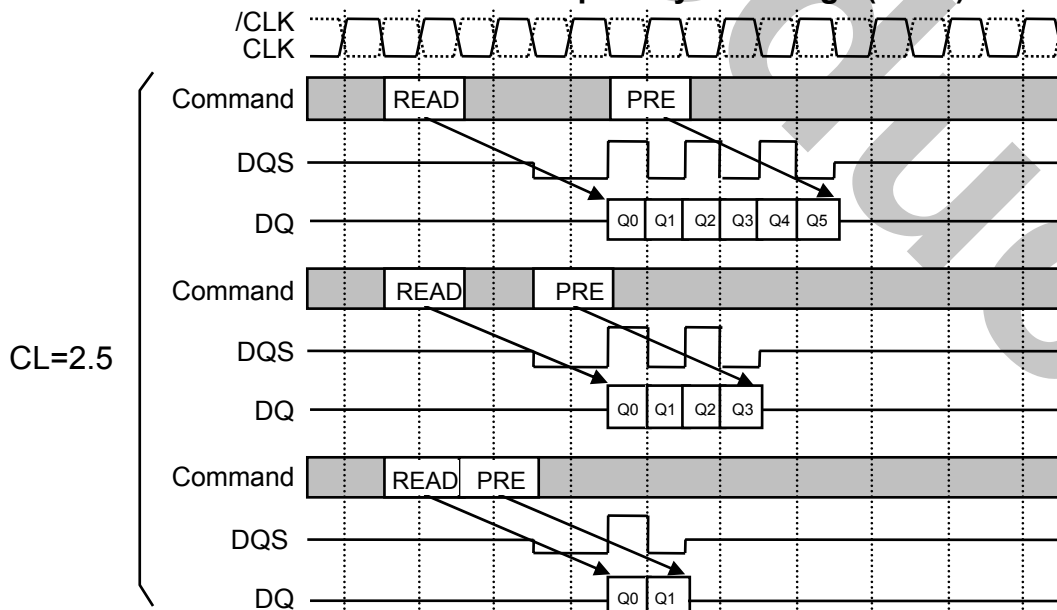 /CLK
CLK
Command READ PRE
DQS
DQ Q0 Q1 Q2 Q3 Q4 Q5
Command READ PRE
DQS
CL=2.5
DQ Q0 Q1 Q2 Q3
Command READ PRE
DQS
DQ Q0 Q1